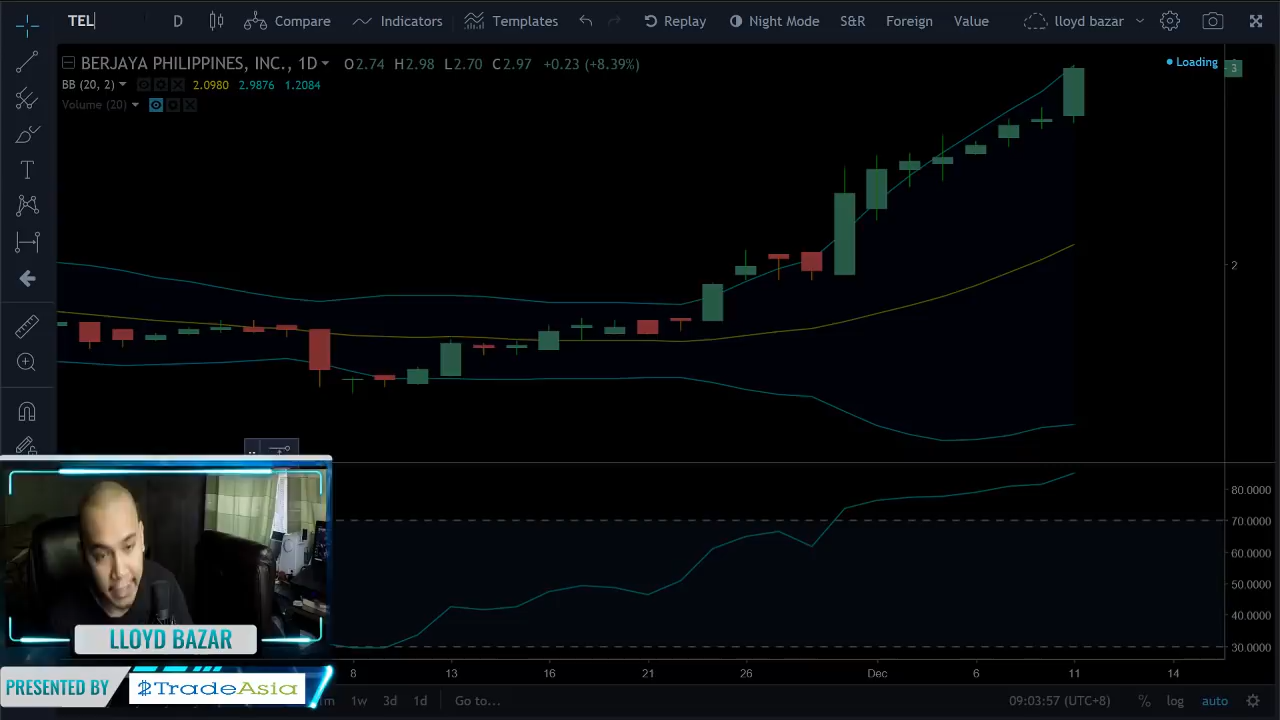 TEL
D
Compare
Indicators
Templates
Replay
Night Mode
S&R
Foreign
Value
lloyd bazar
BERJAYA PHILIPPINES, INC., 1D O2.74 H2.98 L2.70 C2.97 +0.23 (+8.39%)
Loading
3
BB (20, 2) 2.0980 2.9876 1.2084
Volume (20)
2
80.0000
70.0000
60.0000
50.0000
40.0000
30.0000
LLOYD BAZAR
8 13 16 21 26 Dec 6 11 14
PRESENTED BY
$TradeAsia
1w 3d 1d Go to...
09:03:57 (UTC+8) % log auto